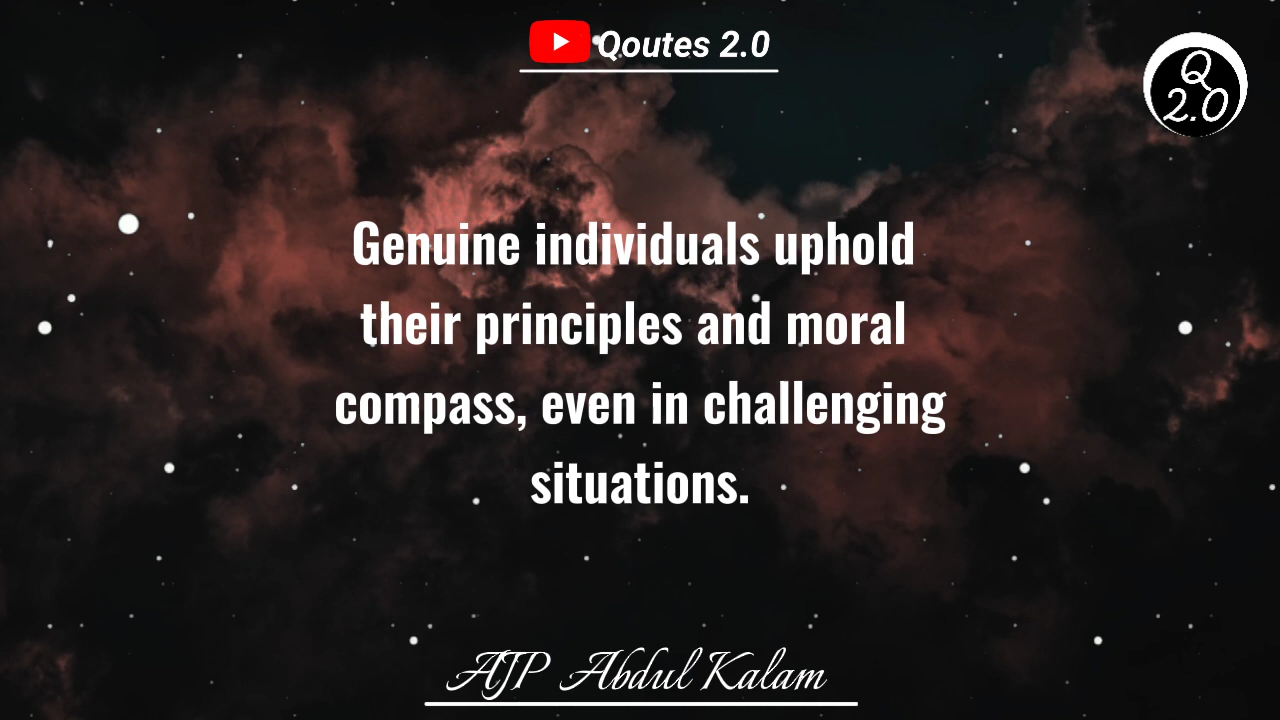 Qoutes 2.0
Q
2.0
Genuine individuals uphold
their principles and moral
compass, even in challenging
situations.
AJP Abdul Kalam